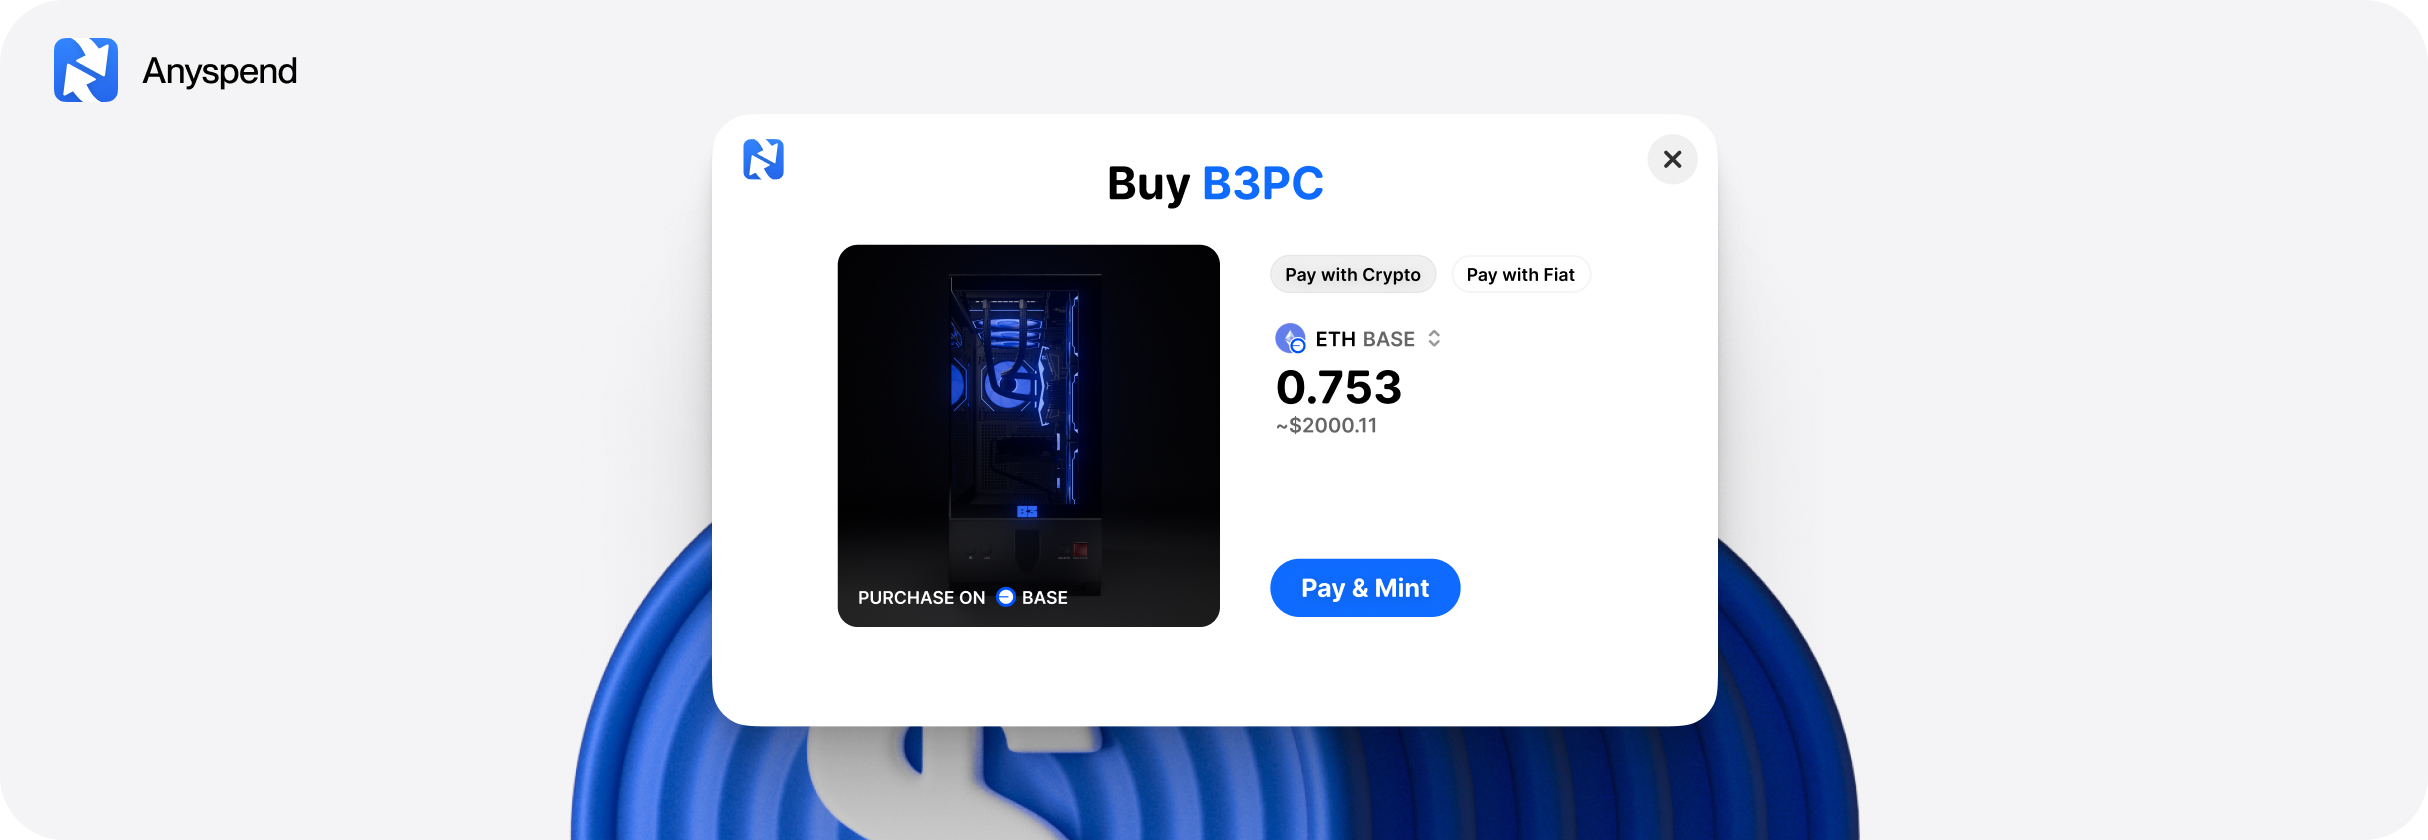 Anyspend
Buy B3PC
Pay with Crypto
Pay with Fiat
ETH BASE
0.753
~$2000.11
B3
PURCHASE ON BASE
Pay & Mint